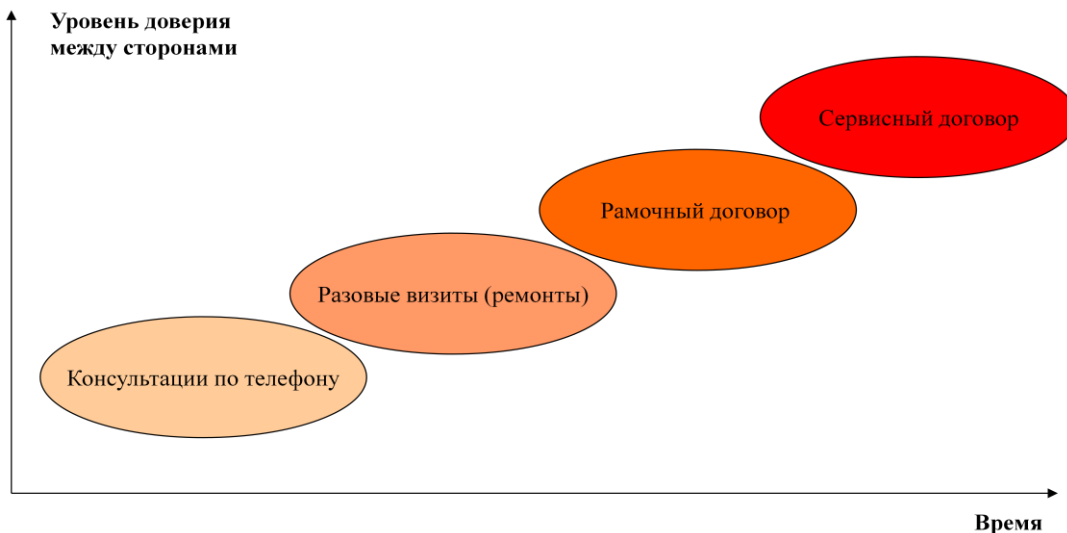 Уровень доверия
между сторонами
Сервисный договор
Рамочный договор
Разовые визиты (ремонты)
Консультации по телефону
Время